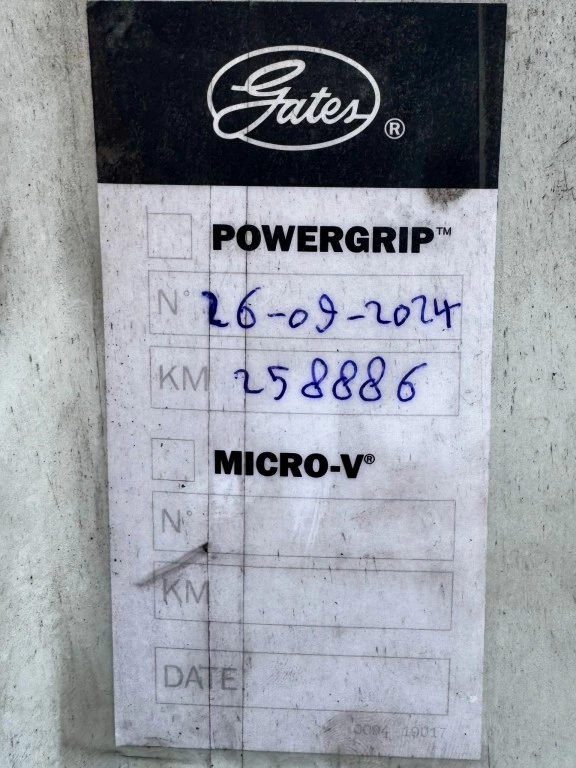 Gates ®
POWERGRIP™
N° 26-09-2024
KM 258886
MICRO-V®
N°
KM
DATE